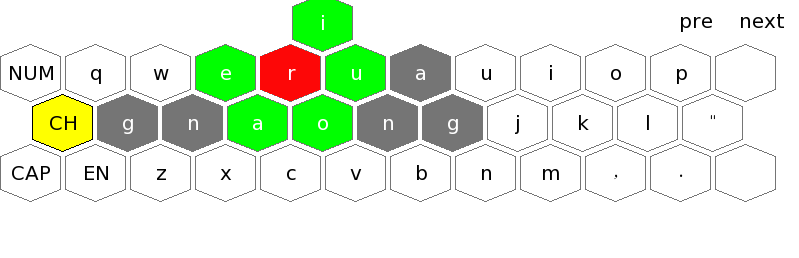 i pre next
NUM q w e r u a u i o p
CH g n a o n g j k l "
CAP EN z x c v b n m , .